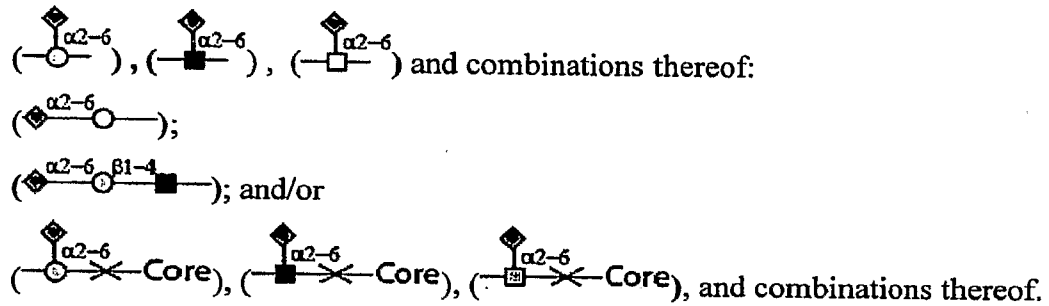 ( α2–6 ), ( α2–6 ), ( α2–6 ) and combinations thereof:
( α2–6 );
( α2–6 β1–4 ); and/or
( α2–6 Core), ( α2–6 Core), ( α2–6 Core), and combinations thereof.